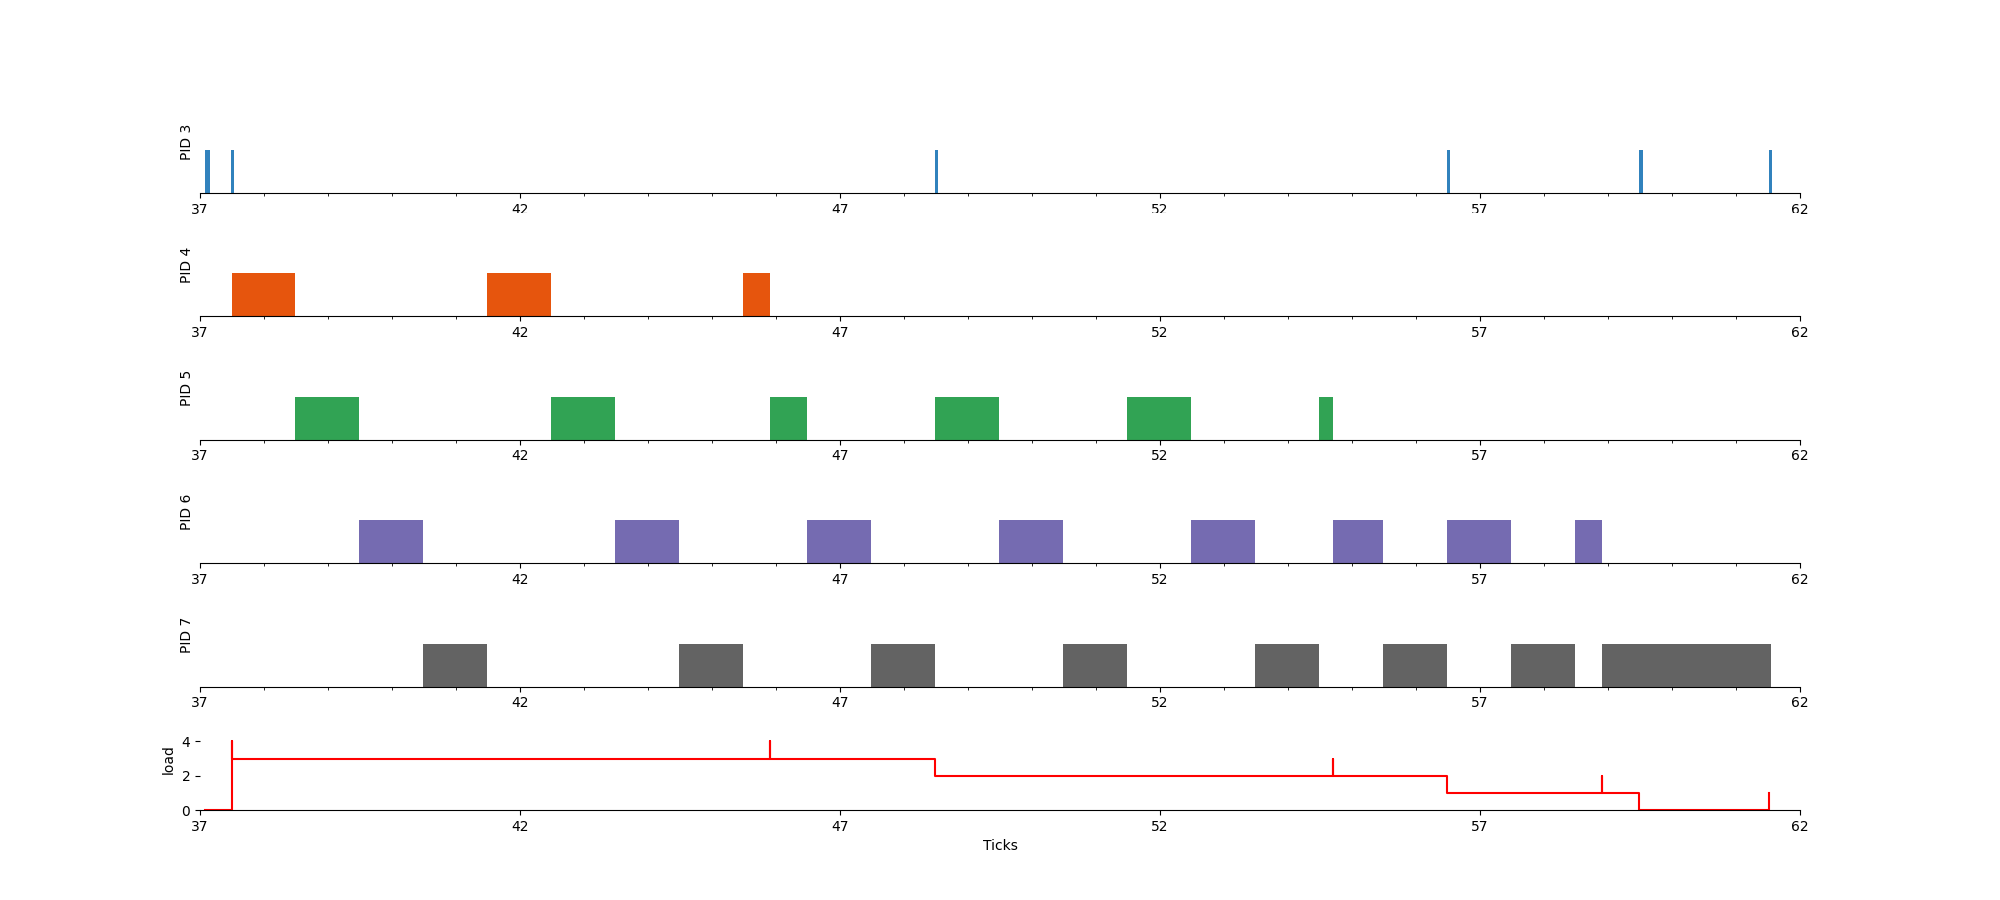 PID 3
37 42 47 52 57 62
PID 4
37 42 47 52 57 62
PID 5
37 42 47 52 57 62
PID 6
37 42 47 52 57 62
PID 7
37 42 47 52 57 62
load
4
2
0
37 42 47 52 57 62
Ticks